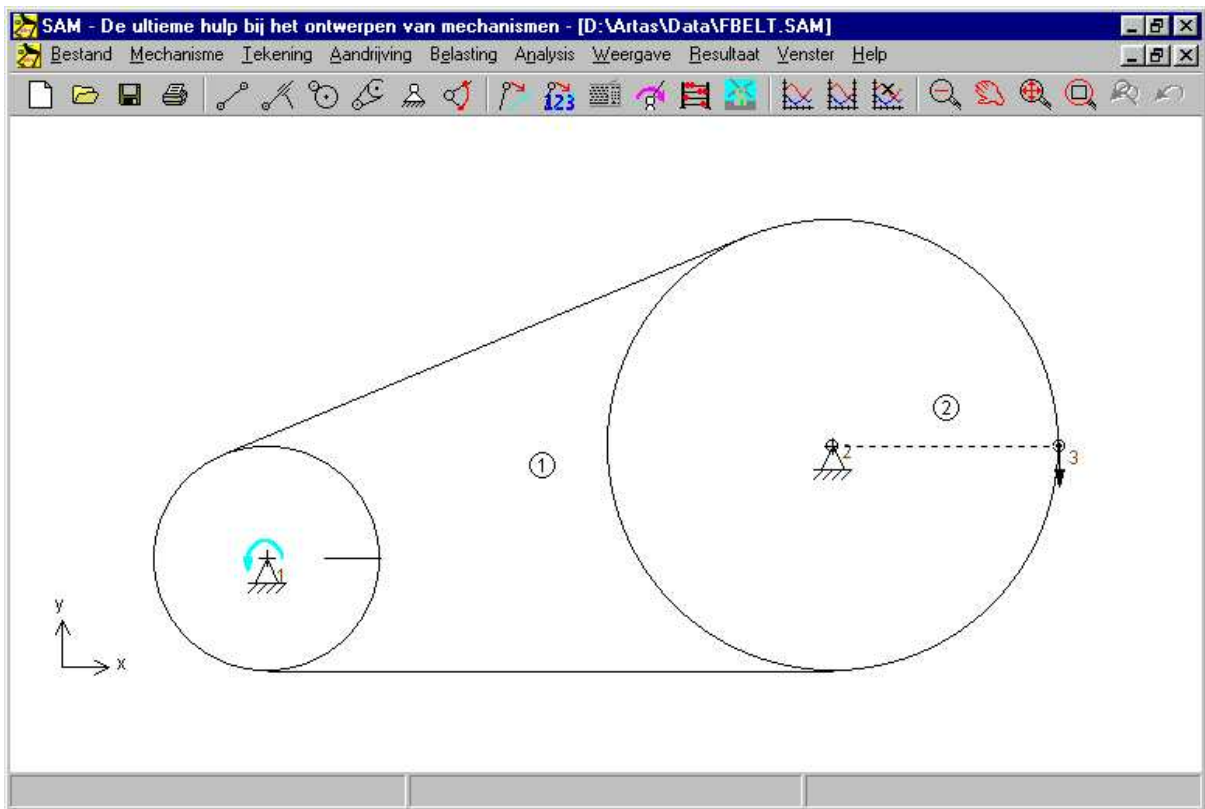 SAM - De ultieme hulp bij het ontwerpen van mechanismen - [D:\Artas\Data\FBELT.SAM]
Bestand Mechanisme Tekening Aandrijving Belasting Analysis Weergave Resultaat Venster Help
123
2
1
2
3
1
y
x